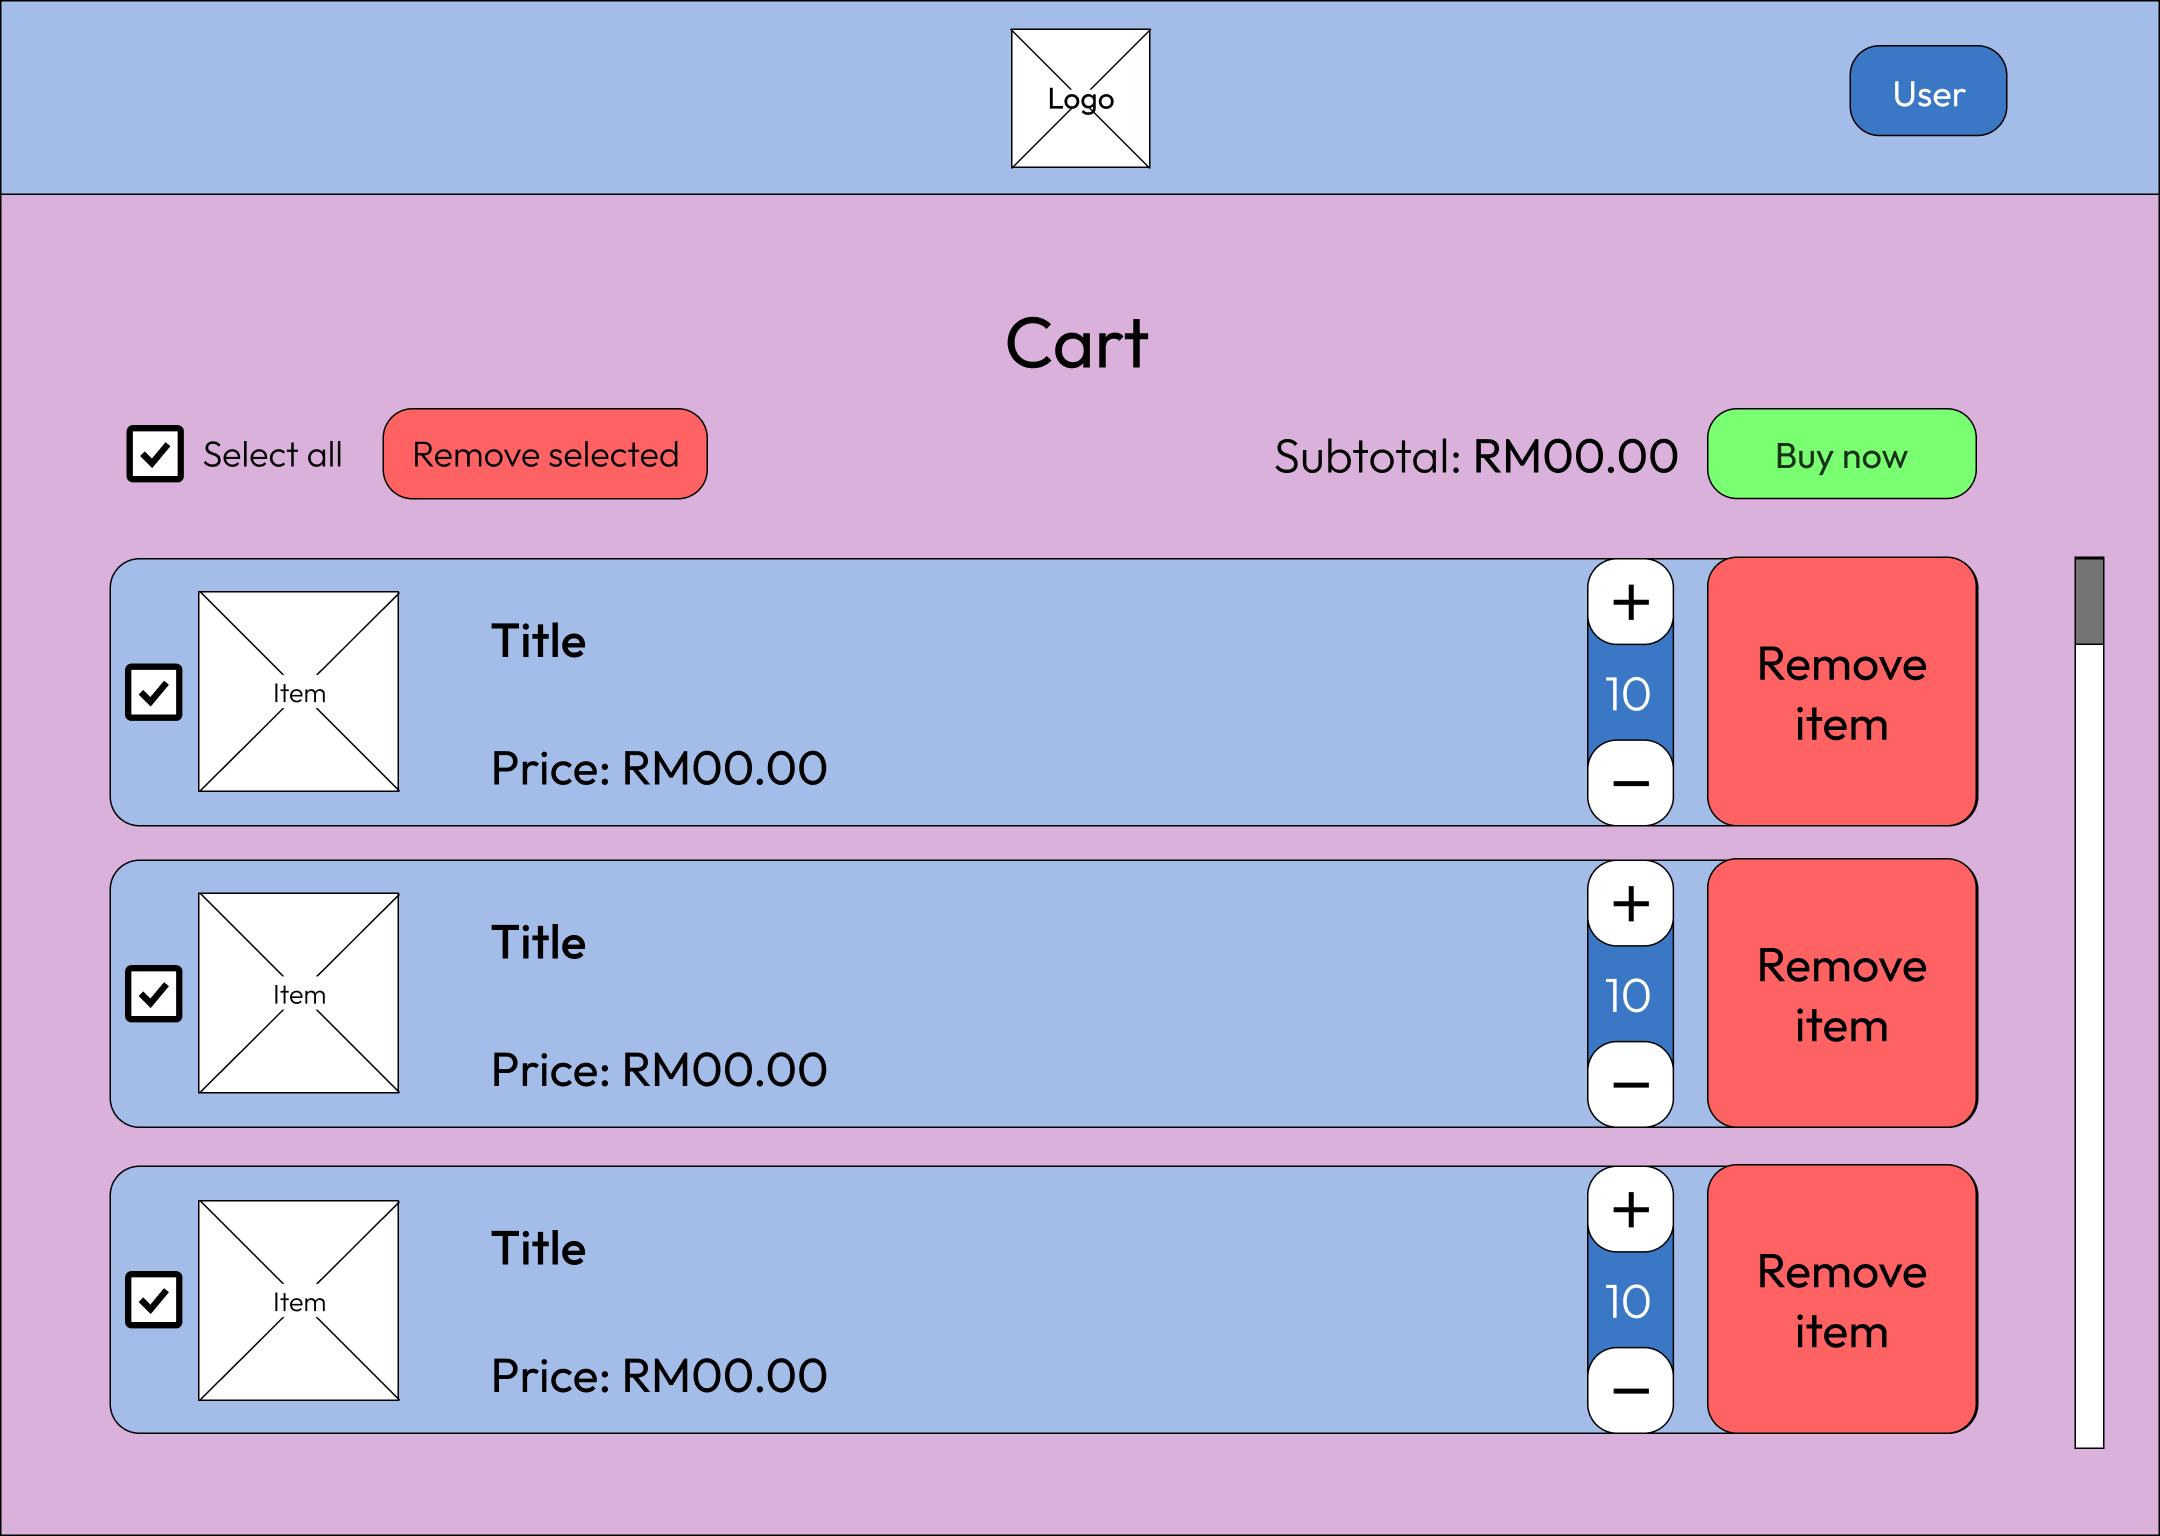 Logo
User
Cart
Select all
Remove selected
Subtotal: RM00.00
Buy now
Item
Title
Price: RM00.00
+
10
−
Remove
item
Item
Title
Price: RM00.00
+
10
−
Remove
item
Item
Title
Price: RM00.00
+
10
−
Remove
item